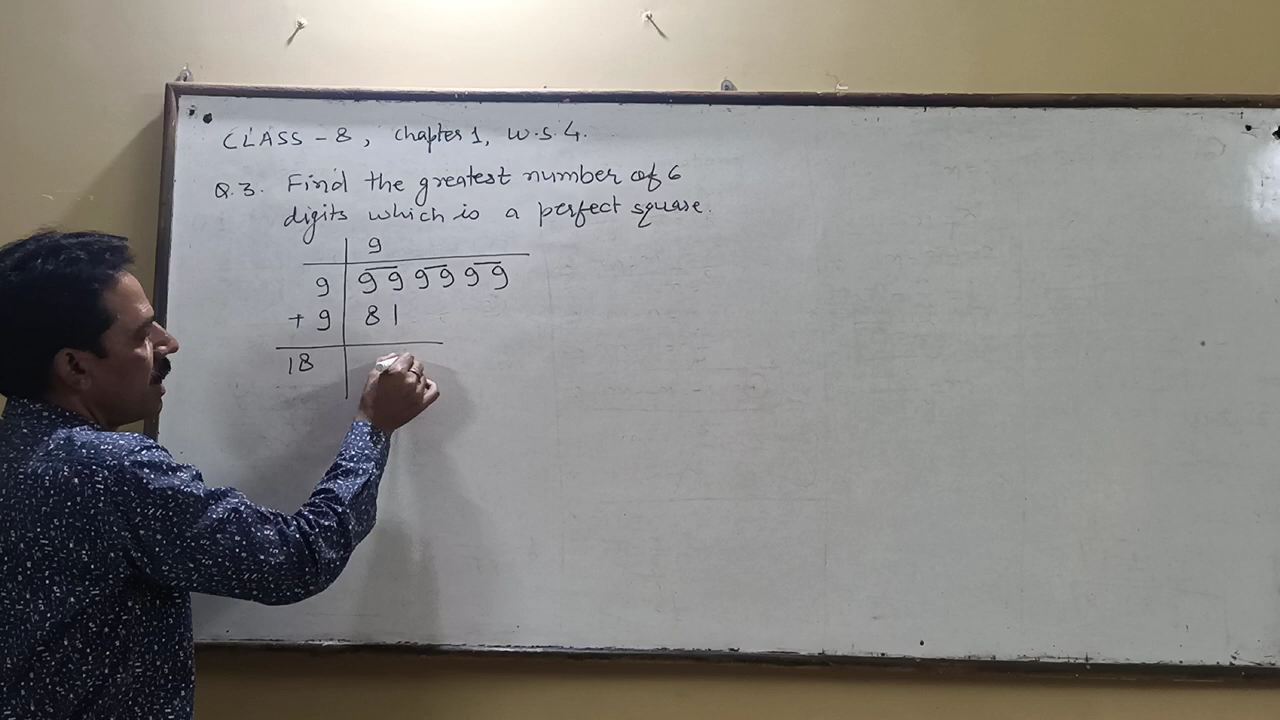 CLASS - 8, Chapter 1, W.S.4.
Q.3. Find the greatest number of 6
digits which is a perfect square.
9
9 999999
+ 9 81
18